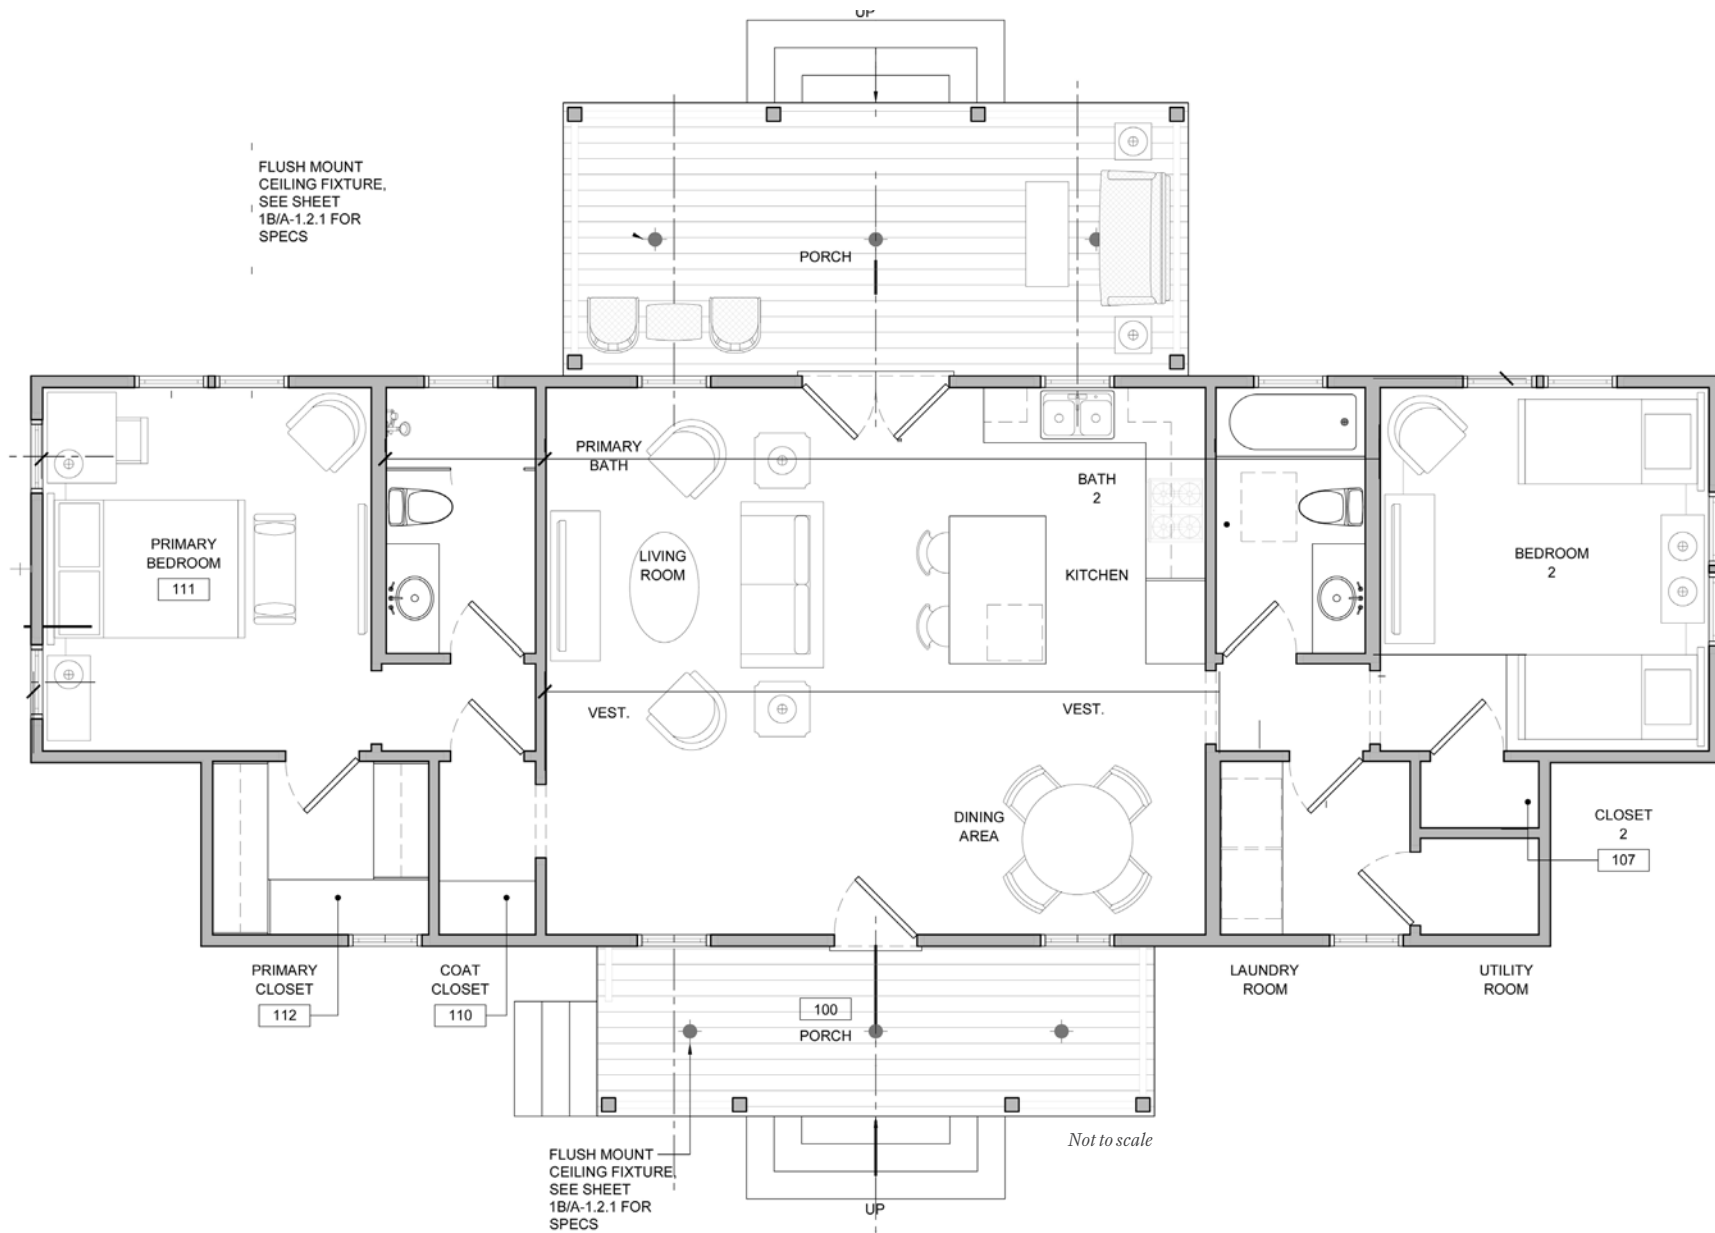 UP
FLUSH MOUNT
CEILING FIXTURE,
SEE SHEET
1B/A-1.2.1 FOR
SPECS
PORCH
PRIMARY
BATH
BATH
2
PRIMARY
BEDROOM
111
LIVING
ROOM
KITCHEN
BEDROOM
2
VEST.
VEST.
DINING
AREA
CLOSET
2
107
PRIMARY
CLOSET
112
COAT
CLOSET
110
LAUNDRY
ROOM
UTILITY
ROOM
100
PORCH
Not to scale
FLUSH MOUNT
CEILING FIXTURE,
SEE SHEET
1B/A-1.2.1 FOR
SPECS
UP